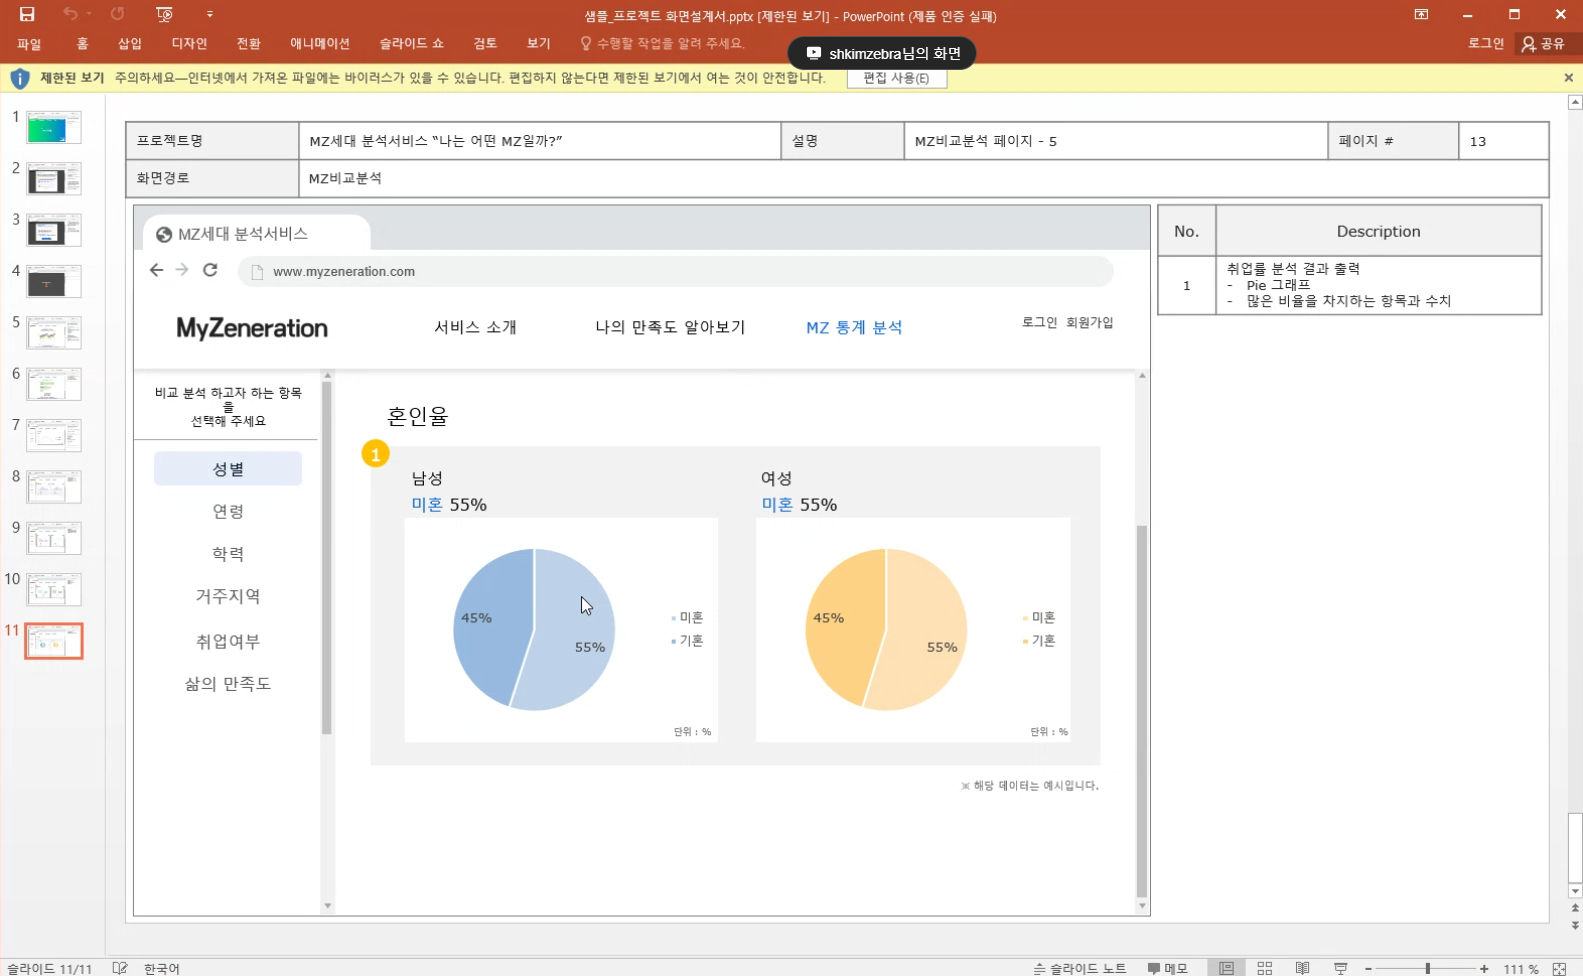 샘플_프로젝트 화면설계서.pptx [제한된 보기] - PowerPoint (제품 인증 실패)
파일 홈 삽입 디자인 전환 애니메이션 슬라이드 쇼 검토 보기 수행할 작업을 알려 주세요. 로그인 공유
shkimzebra님의 화면
제한된 보기 주의하세요—인터넷에서 가져온 파일에는 바이러스가 있을 수 있습니다. 편집하지 않는다면 제한된 보기에서 여는 것이 안전합니다. 편집 사용(E)
1
2
3
4
5
6
7
8
9
10
11
프로젝트명 MZ세대 분석서비스 “나는 어떤 MZ일까?” 설명 MZ비교분석 페이지 - 5 페이지 # 13
화면경로 MZ비교분석
MZ세대 분석서비스
www.myzeneration.com
MyZeneration 서비스 소개 나의 만족도 알아보기 MZ 통계 분석 로그인 회원가입
비교 분석 하고자 하는 항목
을
선택해 주세요
성별
연령
학력
거주지역
취업여부
삶의 만족도
혼인율
1
남성
미혼 55%
45%
55%
미혼
기혼
단위 : %
여성
미혼 55%
45%
55%
미혼
기혼
단위 : %
※ 해당 데이터는 예시입니다.
No. Description
1 취업률 분석 결과 출력
- Pie 그래프
- 많은 비율을 차지하는 항목과 수치
슬라이드 11/11 한국어 슬라이드 노트 메모 111 %